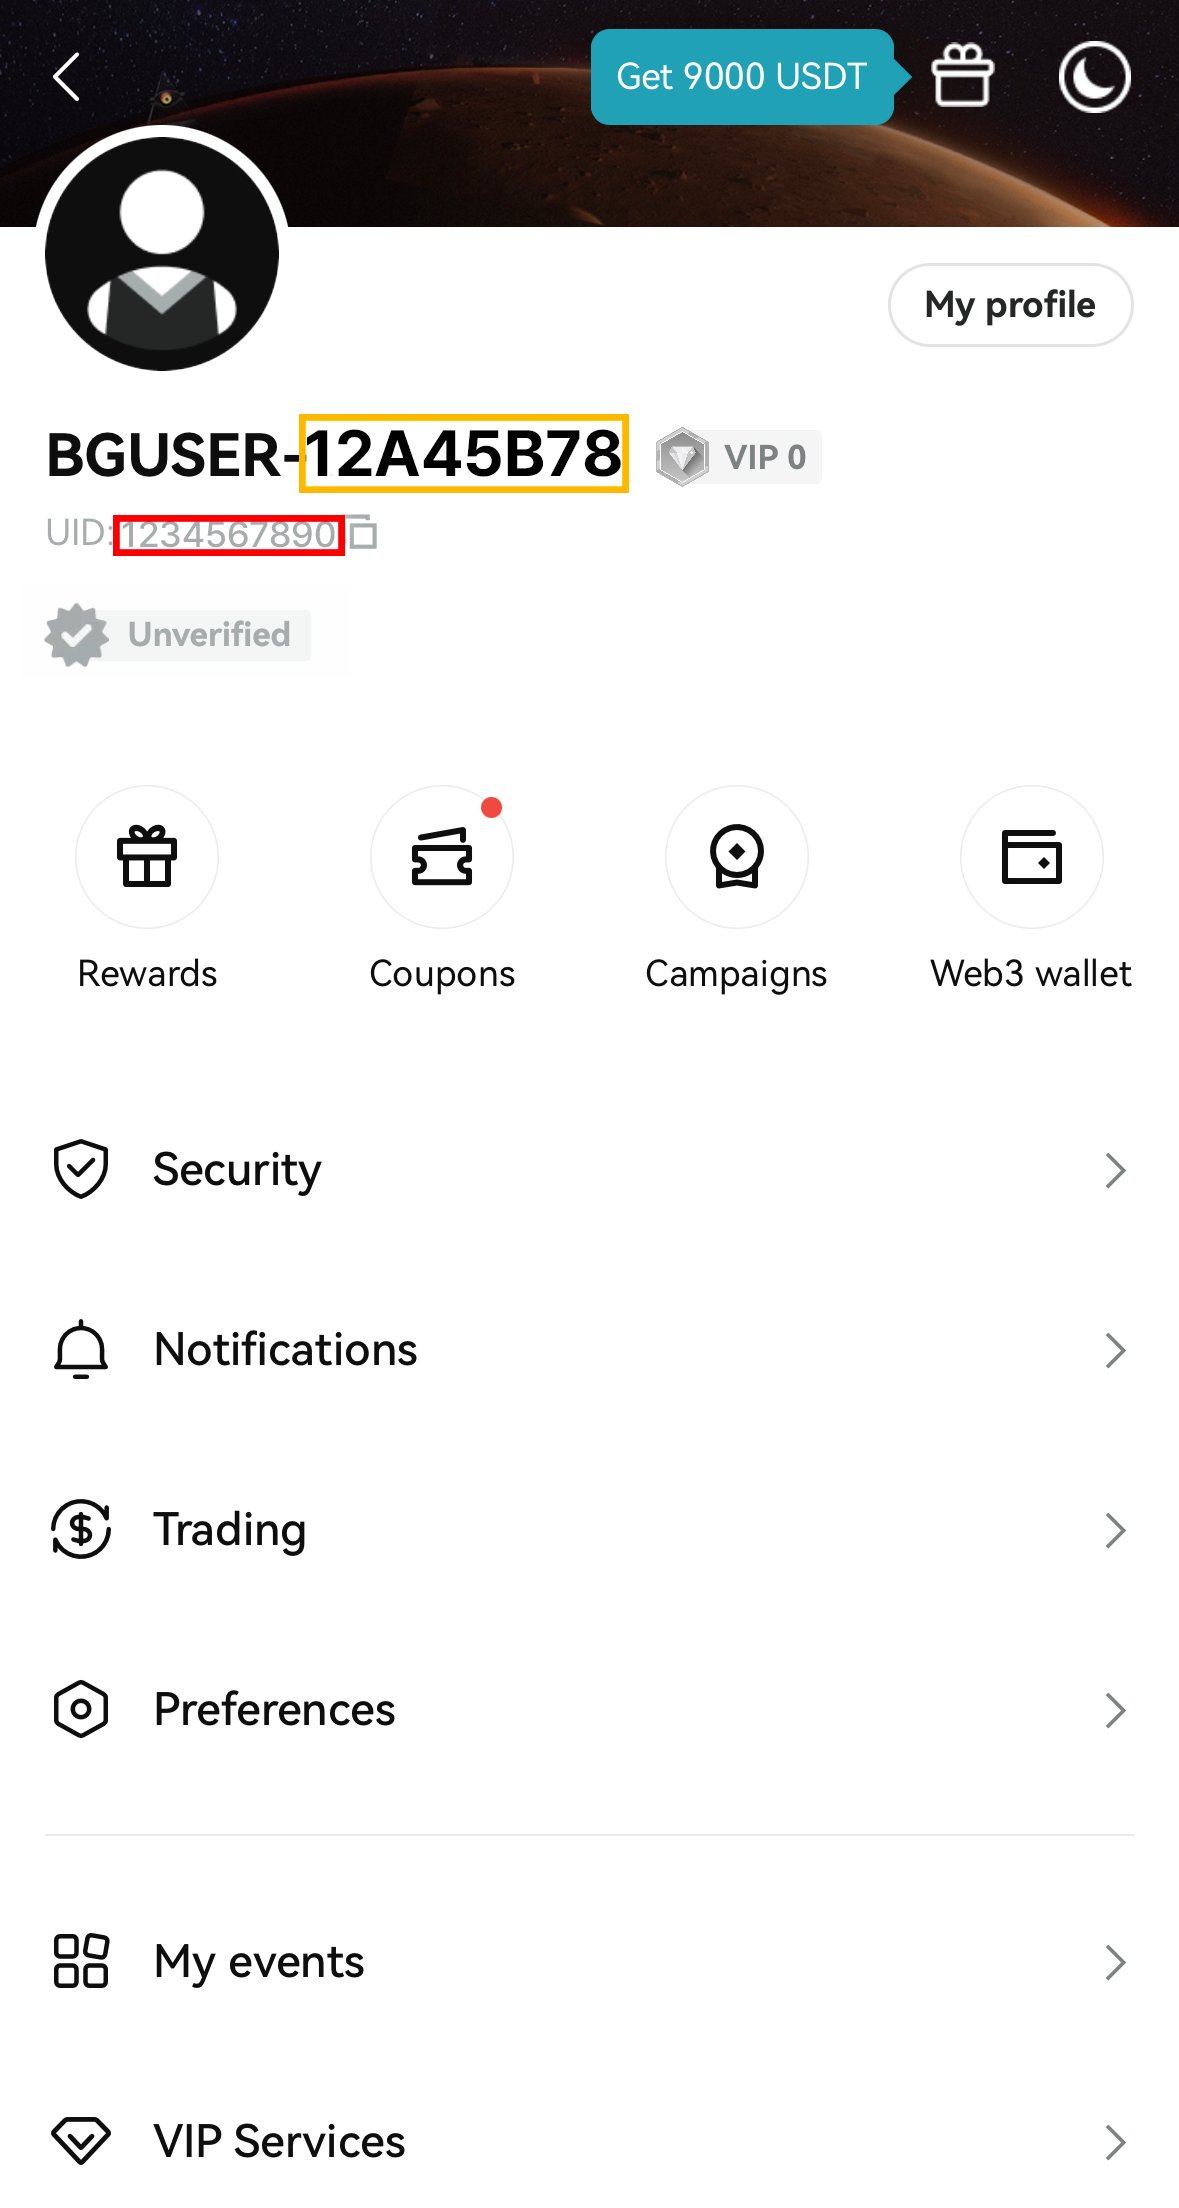 Get 9000 USDT
My profile
BGUSER-12A45B78 VIP 0
UID:1234567890
Unverified
Rewards Coupons Campaigns Web3 wallet
Security
Notifications
Trading
Preferences
My events
VIP Services